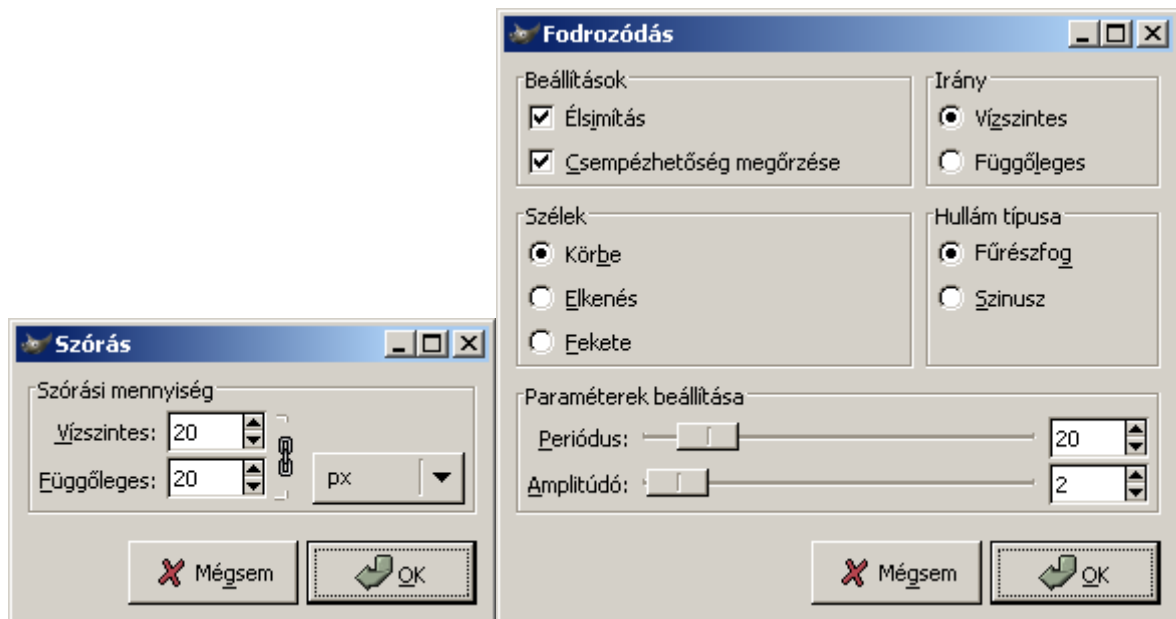 Szórás
Szórási mennyiség
Vízszintes: 20
Függőleges: 20
px
Mégsem
OK
Fodrozódás
Beállítások
Élsimítás
Csempézhetőség megőrzése
Irány
Vízszintes
Függőleges
Szélek
Körbe
Elkenés
Fekete
Hullám típusa
Fűrészfog
Szinusz
Paraméterek beállítása
Periódus: 20
Amplitúdó: 2
Mégsem
OK